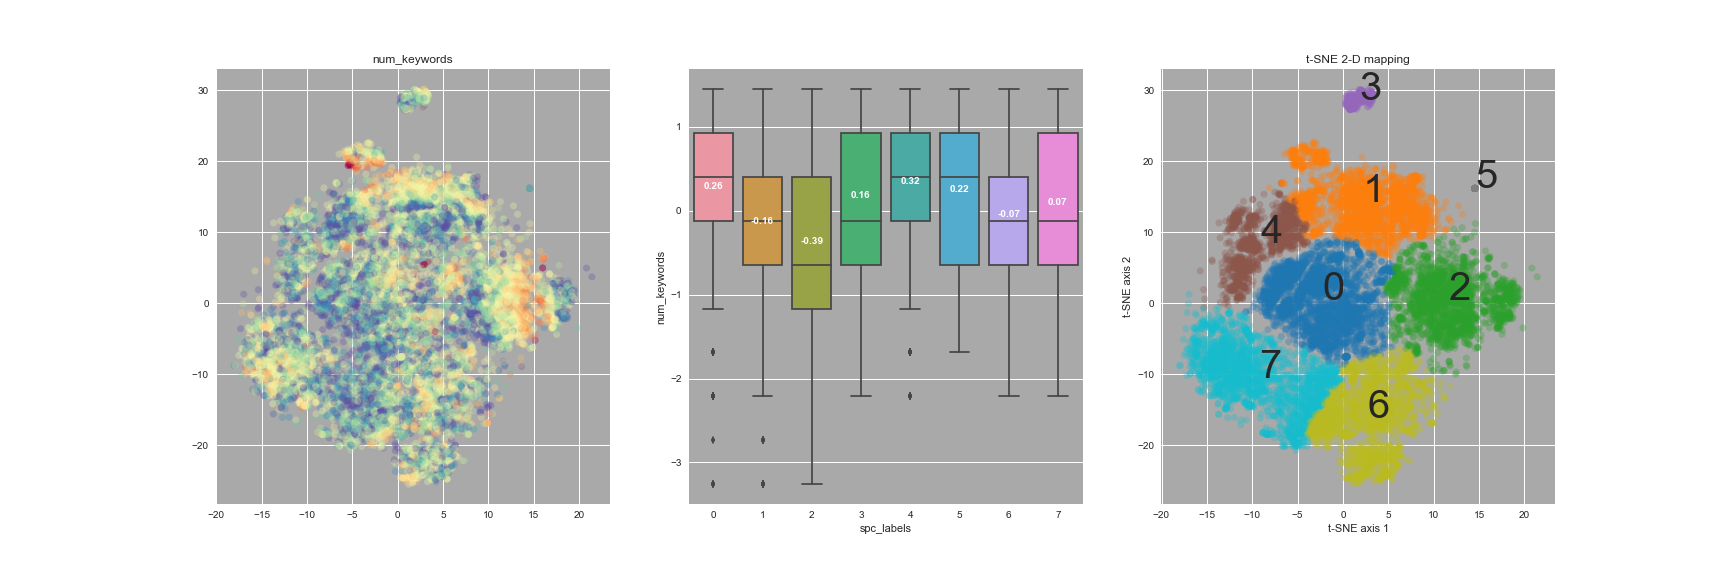 num_keywords
30
20
10
0
−10
−20
−20 −15 −10 −5 0 5 10 15 20
num_keywords
1
0
−1
−2
−3
0.26 -0.16 -0.39 0.16 0.32 0.22 -0.07 0.07
0 1 2 3 4 5 6 7
spc_labels
t-SNE 2-D mapping
t-SNE axis 2
30
20
10
0
−10
−20
3
5
1
4
0
2
7
6
−20 −15 −10 −5 0 5 10 15 20
t-SNE axis 1